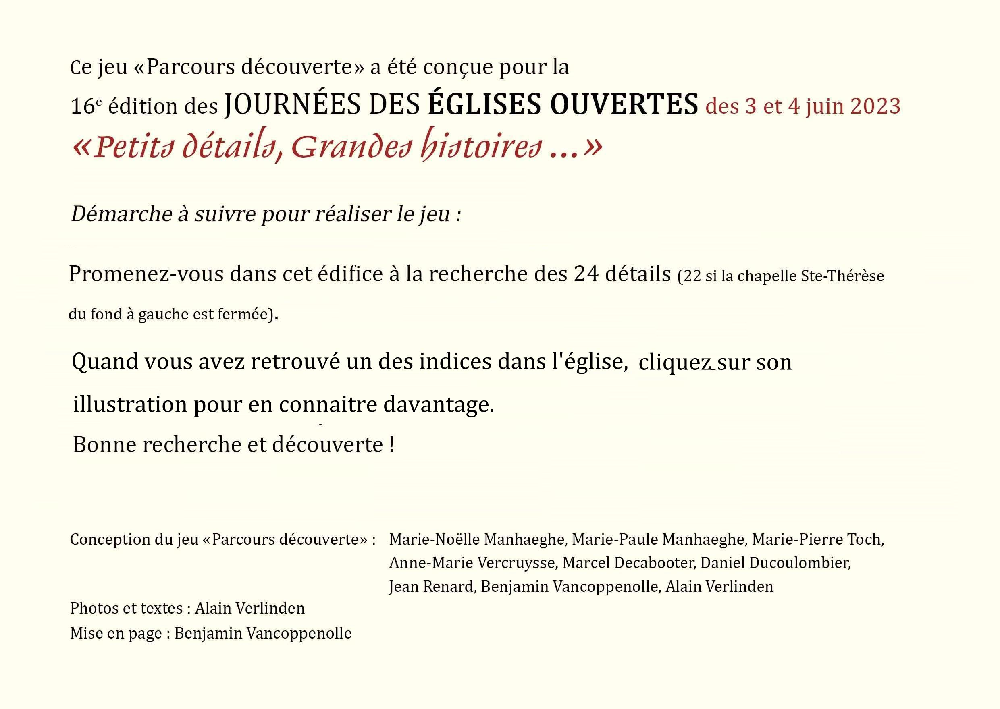 Ce jeu «Parcours découverte» a été conçue pour la
16e édition des JOURNÉES DES ÉGLISES OUVERTES des 3 et 4 juin 2023
«Petits détails, Grandes histoires ...»
Démarche à suivre pour réaliser le jeu :
Promenez-vous dans cet édifice à la recherche des 24 détails (22 si la chapelle Ste-Thérèse
du fond à gauche est fermée).
Quand vous avez retrouvé un des indices dans l'église, cliquez sur son
illustration pour en connaitre davantage.
Bonne recherche et découverte !
Conception du jeu «Parcours découverte» : Marie-Noëlle Manhaeghe, Marie-Paule Manhaeghe, Marie-Pierre Toch,
Anne-Marie Vercruysse, Marcel Decabooter, Daniel Ducoulombier,
Jean Renard, Benjamin Vancoppenolle, Alain Verlinden
Photos et textes : Alain Verlinden
Mise en page : Benjamin Vancoppenolle